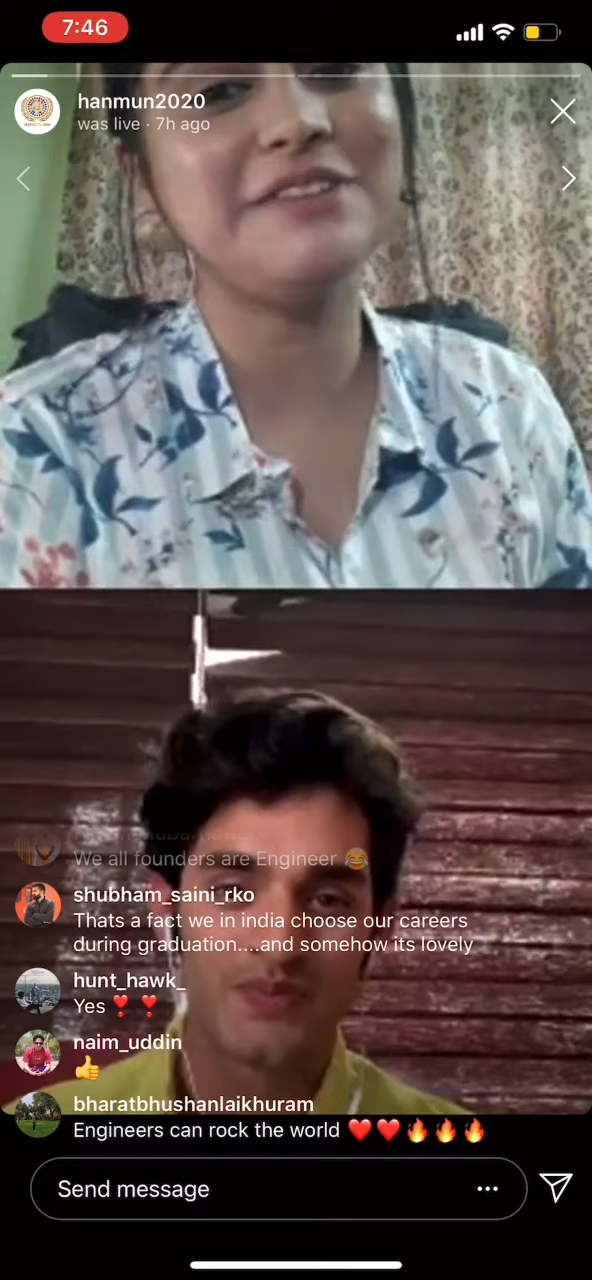 7:46
hanmun2020
was live · 7h ago
We all founders are Engineer 😂
shubham_saini_rko
Thats a fact we in india choose our careers
during graduation....and somehow its lovely
hunt_hawk_
Yes ❣️ ❣️
naim_uddin
👍
bharatbhushanlaikhuram
Engineers can rock the world ❤️❤️🔥🔥🔥
Send message